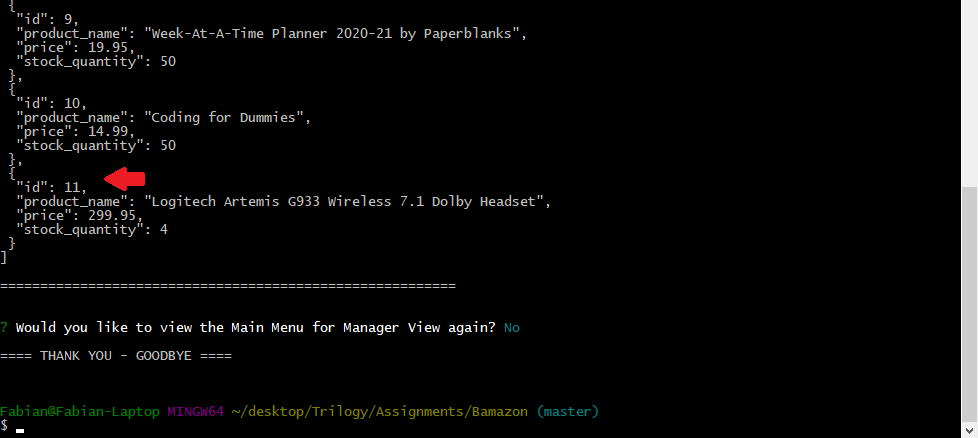 {
"id": 9,
"product_name": "Week-At-A-Time Planner 2020-21 by Paperblanks",
"price": 19.95,
"stock_quantity": 50
},
{
"id": 10,
"product_name": "Coding for Dummies",
"price": 14.99,
"stock_quantity": 50
},
{
"id": 11,
"product_name": "Logitech Artemis G933 Wireless 7.1 Dolby Headset",
"price": 299.95,
"stock_quantity": 4
}
]
=========================================================
? Would you like to view the Main Menu for Manager View again? No
==== THANK YOU - GOODBYE ====
Fabian@Fabian-Laptop MINGW64 ~/desktop/Trilogy/Assignments/Bamazon (master)
$